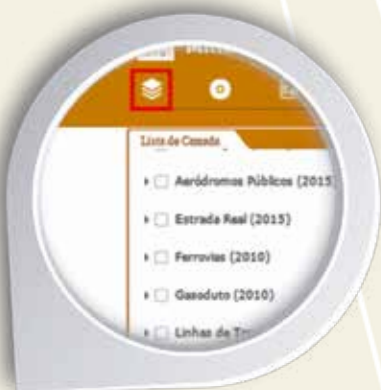 Lista de Camada
Aeródromos Públicos (2015
Estrada Real (2015)
Ferrovias (2010)
Gasoduto (2010)
Linhas de